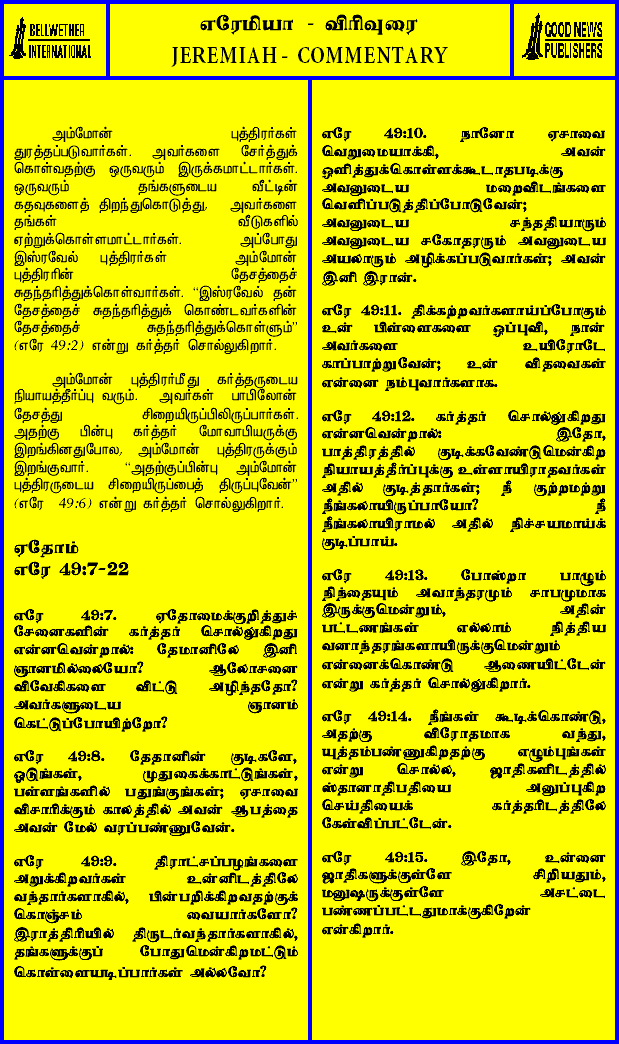 BELLWETHER
INTERNATIONAL
எரேமியா - விரிவுரை
JEREMIAH - COMMENTARY
GOOD NEWS
PUBLISHERS
அம்மோன் புத்திரர்கள்
துரத்தப்படுவார்கள். அவர்களை சேர்த்துக்
கொள்வதற்கு ஒருவரும் இருக்கமாட்டார்கள்.
ஒருவரும் தங்களுடைய வீட்டின்
கதவுகளைத் திறந்துகொடுத்து, அவர்களை
தங்கள் வீடுகளில்
ஏற்றுக்கொள்ளமாட்டார்கள். அப்போது
இஸ்ரவேல் புத்திரர்கள் அம்மோன்
புத்திரரின் தேசத்தைச்
சுதந்தரித்துக்கொள்வார்கள். “இஸ்ரவேல் தன்
தேசத்தைச் சுதந்தரித்துக் கொண்டவர்களின்
தேசத்தைச் சுதந்தரித்துக்கொள்ளும்”
(எரே 49:2) என்று கர்த்தர் சொல்லுகிறார்.
அம்மோன் புத்திரர்மீது கர்த்தருடைய
நியாயத்தீர்ப்பு வரும். அவர்கள் பாபிலோன்
தேசத்து சிறையிருப்பிலிருப்பார்கள்.
அதற்கு பின்பு கர்த்தர் மோவாபியருக்கு
இறங்கினதுபோல, அம்மோன் புத்திரருக்கும்
இறங்குவார். “அதற்குப்பின்பு அம்மோன்
புத்திரருடைய சிறையிருப்பைத் திருப்புவேன்”
(எரே 49:6) என்று கர்த்தர் சொல்லுகிறார்.
ஏதோம்
எரே 49:7-22
எரே 49:7. ஏதோமைக்குறித்துச்
சேனைகளின் கர்த்தர் சொல்லுகிறது
என்னவென்றால்: தேமானிலே இனி
ஞானமில்லையோ? ஆலோசனை
விவேகிகளை விட்டு அழிந்ததோ?
அவர்களுடைய ஞானம்
கெட்டுப்போயிற்றோ?
எரே 49:8. தேதானின் குடிகளே,
ஓடுங்கள், முதுகைக்காட்டுங்கள்,
பள்ளங்களில் பதுங்குங்கள்; ஏசாவை
விசாரிக்கும் காலத்தில் அவன் ஆபத்தை
அவன் மேல் வரப்பண்ணுவேன்.
எரே 49:9. திராட்சப்பழங்களை
அறுக்கிறவர்கள் உன்னிடத்திலே
வந்தார்களாகில், பின்பறிக்கிறவதற்குக்
கொஞ்சம் வையார்களோ?
இராத்திரியில் திருடர்வந்தார்களாகில்,
தங்களுக்குப் போதுமென்கிறமட்டும்
கொள்ளையடிப்பார்கள் அல்லவோ?
எரே 49:10. நானோ ஏசாவை
வெறுமையாக்கி, அவன்
ஒளித்துக்கொள்ளக்கூடாதபடிக்கு
அவனுடைய மறைவிடங்களை
வெளிப்படுத்திப்போடுவேன்;
அவனுடைய சந்ததியாரும்
அவனுடைய சகோதரரும் அவனுடைய
அயலாரும் அழிக்கப்படுவார்கள்; அவன்
இனி இரான்.
எரே 49:11. திக்கற்றவர்களாய்ப்போகும்
உன் பிள்ளைகளை ஒப்புவி, நான்
அவர்களை உயிரோடே
காப்பாற்றுவேன்; உன் விதவைகள்
என்னை நம்புவார்களாக.
எரே 49:12. கர்த்தர் சொல்லுகிறது
என்னவென்றால்: இதோ,
பாத்திரத்தில் குடிக்கவேண்டுமென்கிற
நியாயத்தீர்ப்புக்கு உள்ளாயிராதவர்கள்
அதில் குடித்தார்கள்; நீ குற்றமற்று
நீங்கலாயிருப்பாயோ? நீ
நீங்கலாயிராமல் அதில் நிச்சயமாய்க்
குடிப்பாய்.
எரே 49:13. போஸ்றா பாழும்
நிந்தையும் அவாந்தரமும் சாபமுமாக
இருக்குமென்றும், அதின்
பட்டணங்கள் எல்லாம் நித்திய
வனாந்தரங்களாயிருக்குமென்றும்
என்னைக்கொண்டு ஆணையிட்டேன்
என்று கர்த்தர் சொல்லுகிறார்.
எரே 49:14. நீங்கள் கூடிக்கொண்டு,
அதற்கு விரோதமாக வந்து,
யுத்தம்பண்ணுகிறதற்கு எழும்புங்கள்
என்று சொல்ல, ஜாதிகளிடத்தில்
ஸ்தானாதிபதியை அனுப்புகிற
செய்தியைக் கர்த்தரிடத்திலே
கேள்விப்பட்டேன்.
எரே 49:15. இதோ, உன்னை
ஜாதிகளுக்குள்ளே சிறியதும்,
மனுஷருக்குள்ளே அசட்டை
பண்ணப்பட்டதுமாக்குகிறேன்
என்கிறார்.